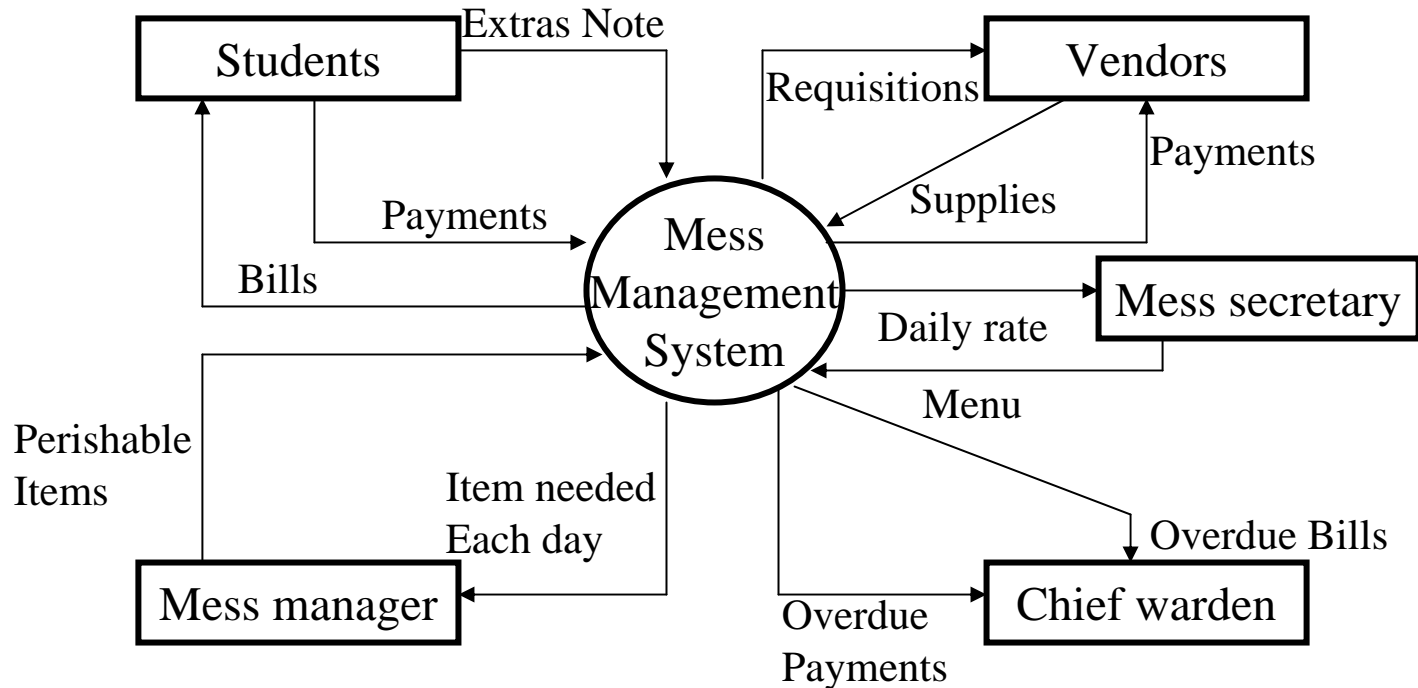 Extras Note
Students
Vendors
Requisitions
Payments
Supplies
Payments
Mess
Management
System
Bills
Mess secretary
Daily rate
Menu
Perishable
Items
Item needed
Each day
Overdue Bills
Mess manager
Chief warden
Overdue
Payments